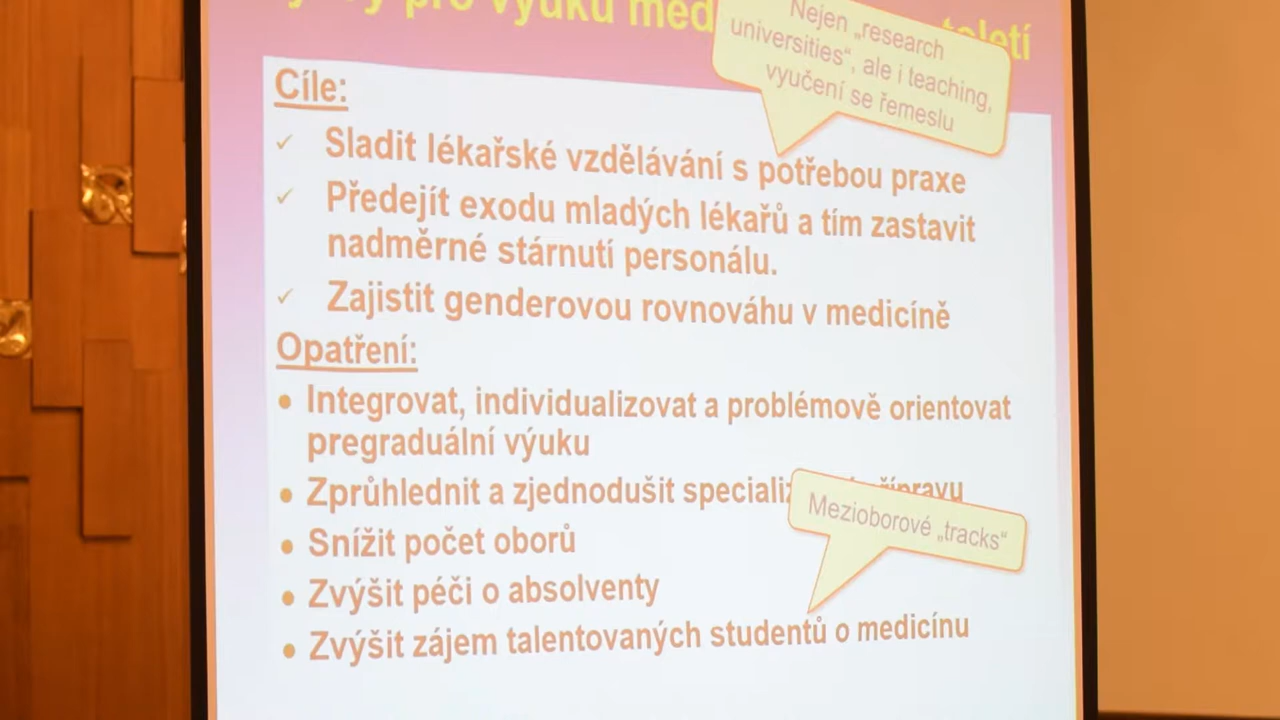 pro výuku
Nejen „research
universities“, ale i teaching,
vyučení se řemeslu
Cíle:
✓ Sladit lékařské vzdělávání s potřebou praxe
✓ Předejít exodu mladých lékařů a tím zastavit
nadměrné stárnutí personálu.
✓ Zajistit genderovou rovnováhu v medicíně
Opatření:
• Integrovat, individualizovat a problémově orientovat
pregraduální výuku
• Zprůhlednit a zjednodušit
Mezioborové „tracks“
• Snížit počet oborů
• Zvýšit péči o absolventy
• Zvýšit zájem talentovaných studentů o medicínu